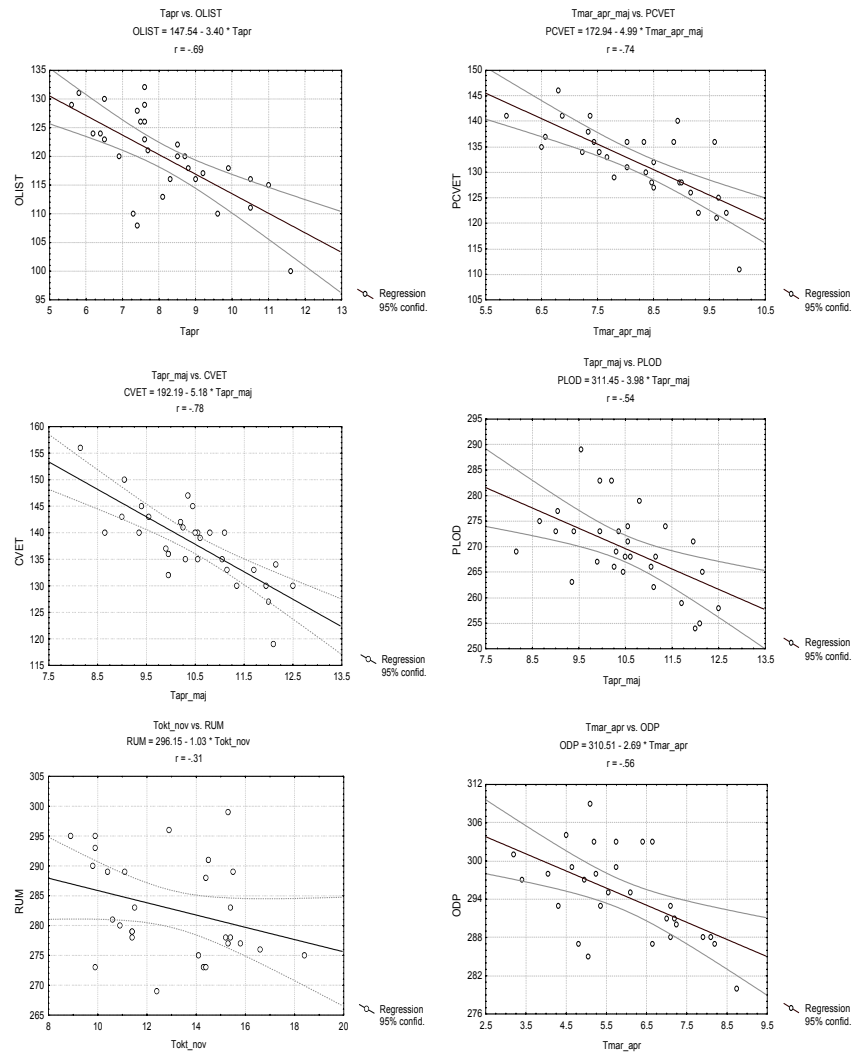 Tapr vs. OLIST
OLIST = 147.54 - 3.40 * Tapr
r = -.69
135
130
125
120
115
110
105
100
95
OLIST
5 6 7 8 9 10 11 12 13
Tapr
Regression
95% confid.
Tmar_apr_maj vs. PCVET
PCVET = 172.94 - 4.99 * Tmar_apr_maj
r = -.74
150
145
140
135
130
125
120
115
110
105
PCVET
5.5 6.5 7.5 8.5 9.5 10.5
Tmar_apr_maj
Regression
95% confid.
Tapr_maj vs. CVET
CVET = 192.19 - 5.18 * Tapr_maj
r = -.78
160
155
150
145
140
135
130
125
120
115
CVET
7.5 8.5 9.5 10.5 11.5 12.5 13.5
Tapr_maj
Regression
95% confid.
Tapr_maj vs. PLOD
PLOD = 311.45 - 3.98 * Tapr_maj
r = -.54
295
290
285
280
275
270
265
260
255
250
PLOD
7.5 8.5 9.5 10.5 11.5 12.5 13.5
Tapr_maj
Regression
95% confid.
Tokt_nov vs. RUM
RUM = 296.15 - 1.03 * Tokt_nov
r = -.31
305
300
295
290
285
280
275
270
265
RUM
8 10 12 14 16 18 20
Tokt_nov
Regression
95% confid.
Tmar_apr vs. ODP
ODP = 310.51 - 2.69 * Tmar_apr
r = -.56
312
306
300
294
288
282
276
ODP
2.5 3.5 4.5 5.5 6.5 7.5 8.5 9.5
Tmar_apr
Regression
95% confid.